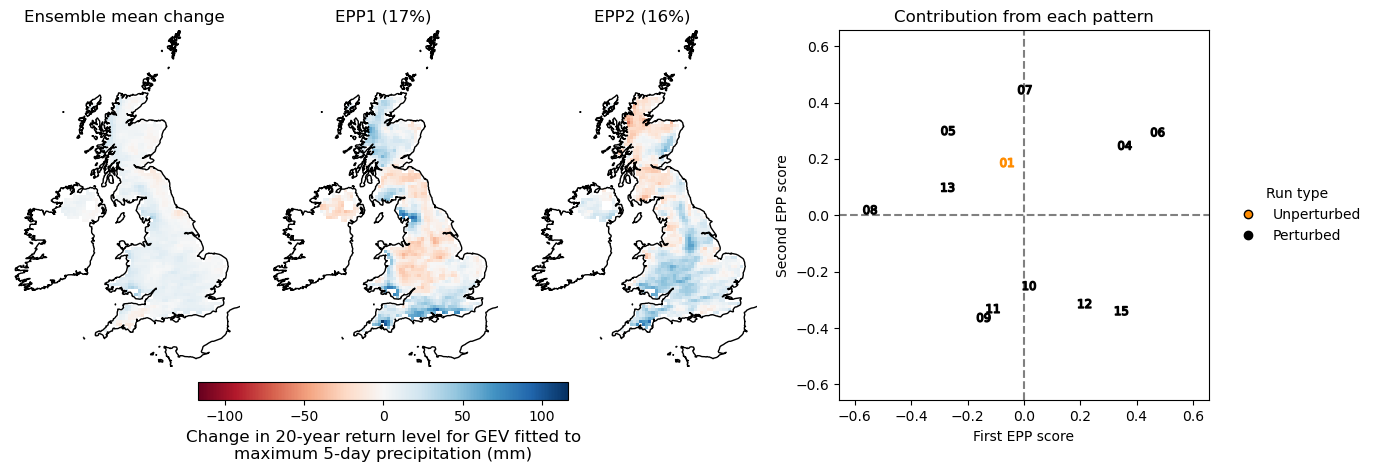 Ensemble mean change
EPP1 (17%)
EPP2 (16%)
Contribution from each pattern
−100 −50 0 50 100
Change in 20-year return level for GEV fitted to
maximum 5-day precipitation (mm)
Second EPP score
0.6
0.4
0.2
0.0
−0.2
−0.4
−0.6
07
05
06
04
01
13
08
10
12
11
15
09
−0.6 −0.4 −0.2 0.0 0.2 0.4 0.6
First EPP score
Run type
Unperturbed
Perturbed